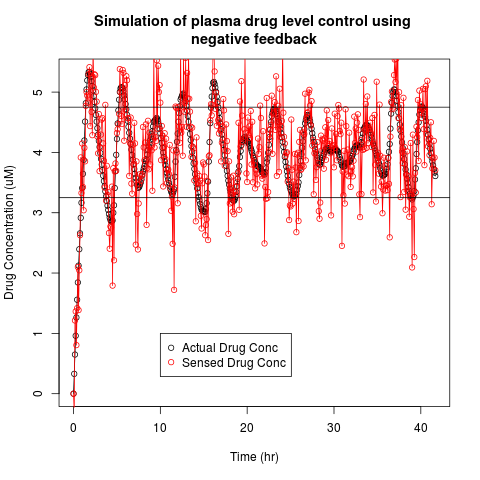 Simulation of plasma drug level control using
negative feedback
Drug Concentration (uM)
5
4
3
2
1
0
Actual Drug Conc
Sensed Drug Conc
0 10 20 30 40
Time (hr)